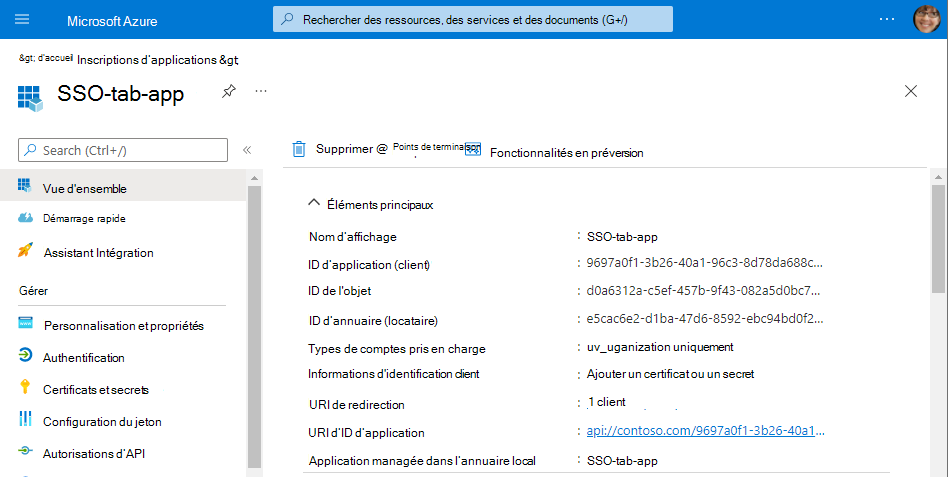 Microsoft Azure
Rechercher des ressources, des services et des documents (G+/)
&gt; d'accueil Inscriptions d'applications &gt;
SSO-tab-app
Search (Ctrl+/)
Supprimer @ Points de terminaison Fonctionnalités en préversion
Vue d'ensemble
Démarrage rapide
Assistant Intégration
Gérer
Personnalisation et propriétés
Authentification
Certificats et secrets
Configuration du jeton
Autorisations d'API
Éléments principaux
Nom d'affichage : SSO-tab-app
ID d'application (client) : 9697a0f1-3b26-40a1-96c3-8d78da688c...
ID de l'objet : d0a6312a-c5ef-457b-9f43-082a5d0bc7...
ID d'annuaire (locataire) : e5cac6e2-d1ba-47d6-8592-ebc94bd0f2...
Types de comptes pris en charge : uv_uganization uniquement
Informations d'identification client : Ajouter un certificat ou un secret
URI de redirection : 1 client
URI d'ID d'application : api://contoso.com/9697a0f1-3b26-40a1...
Application managée dans l'annuaire local : SSO-tab-app